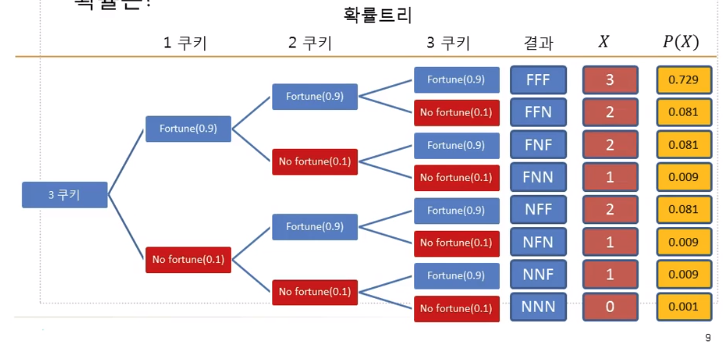 확률은?
확률트리
1 쿠키 2 쿠키 3 쿠키 결과 X P(X)
Fortune(0.9) FFF 3 0.729
Fortune(0.9)
No fortune(0.1) FFN 2 0.081
Fortune(0.9)
Fortune(0.9) FNF 2 0.081
No fortune(0.1)
No fortune(0.1) FNN 1 0.009
3 쿠키
Fortune(0.9) NFF 2 0.081
Fortune(0.9)
No fortune(0.1) NFN 1 0.009
No fortune(0.1)
Fortune(0.9) NNF 1 0.009
No fortune(0.1)
No fortune(0.1) NNN 0 0.001
9